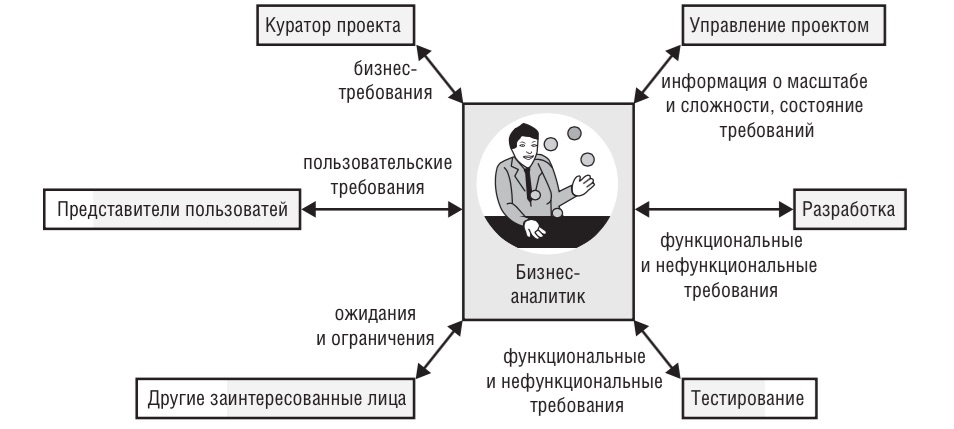 Куратор проекта
Управление проектом
бизнес-
требования
информация о масштабе
и сложности, состояние
требований
пользовательские
требования
Представители пользоватей
Разработка
функциональные
и нефункциональные
требования
Бизнес-
аналитик
ожидания
и ограничения
функциональные
и нефункциональные
требования
Другие заинтересованные лица
Тестирование